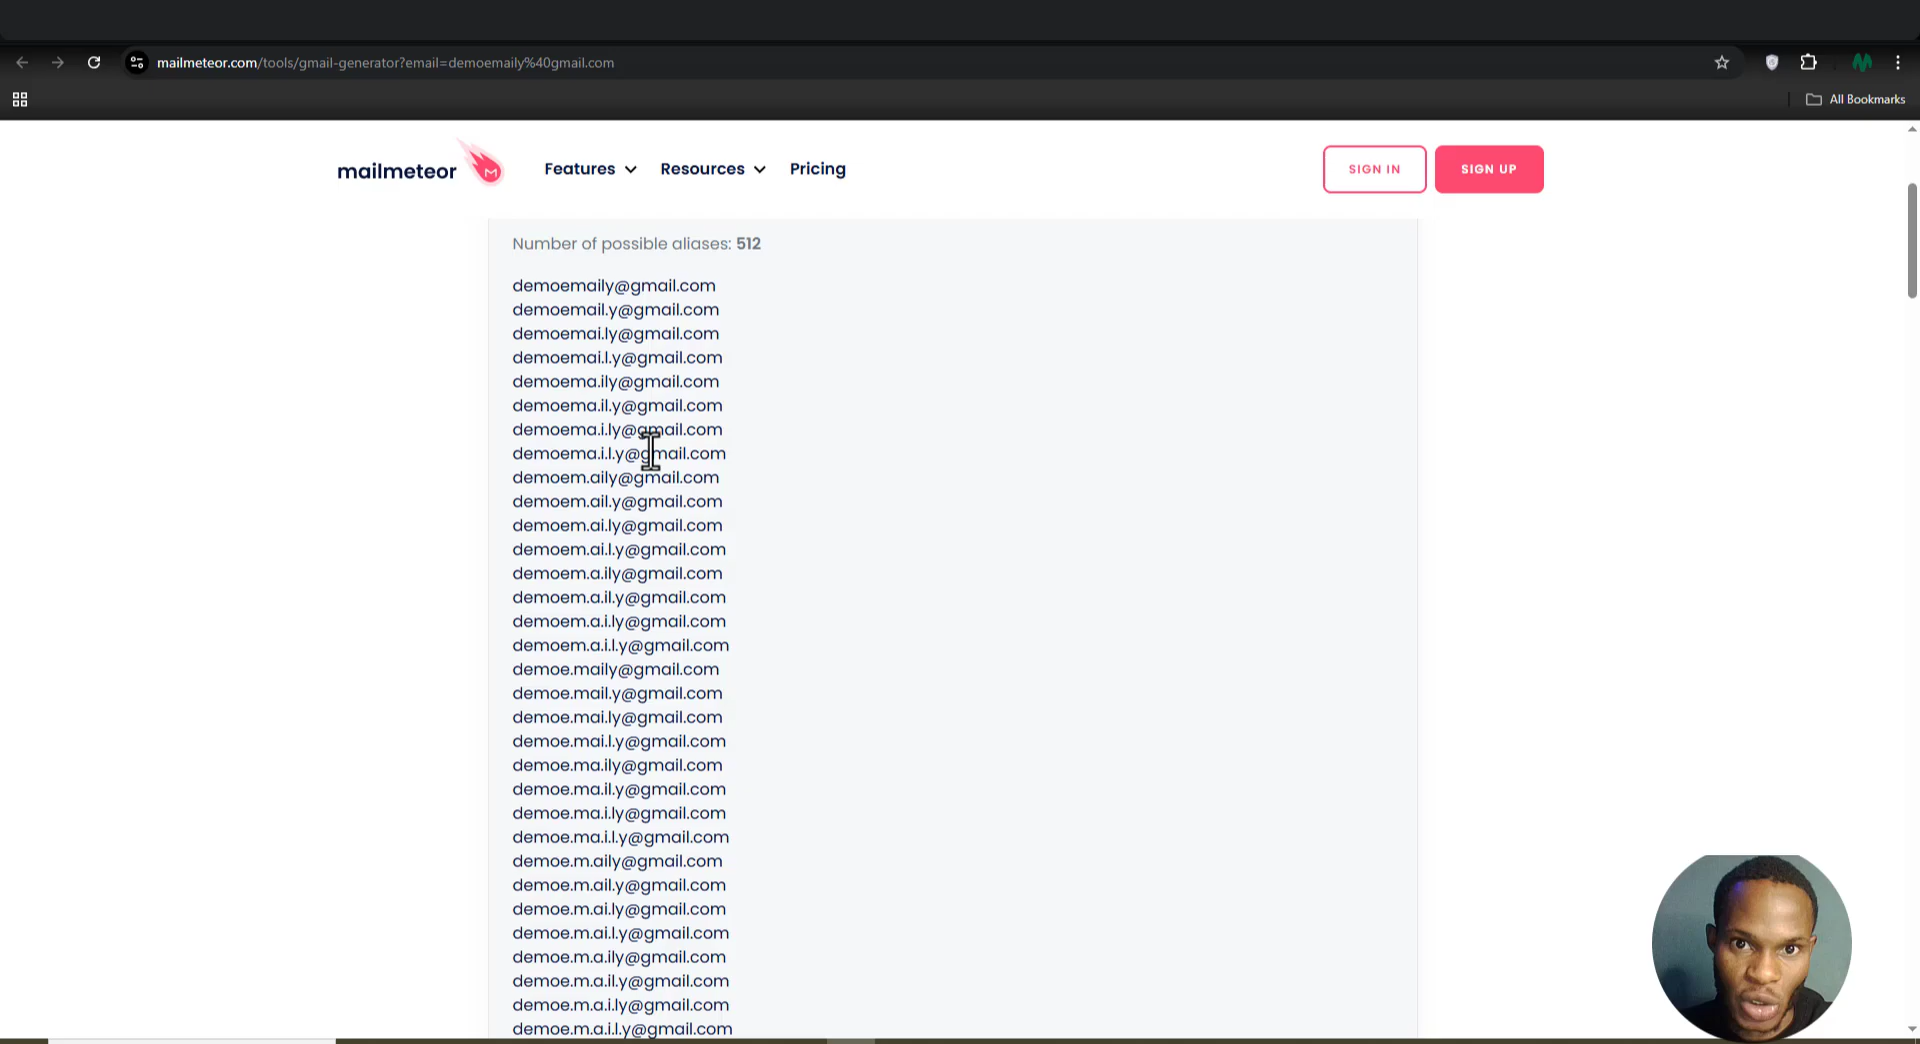 mailmeteor.com/tools/gmail-generator?email=demoemaily%40gmail.com
All Bookmarks
mailmeteor
M
Features
Resources
Pricing
SIGN IN
SIGN UP
Number of possible aliases: 512
demoemaily@gmail.com
demoemail.y@gmail.com
demoemai.ly@gmail.com
demoemai.l.y@gmail.com
demoema.ily@gmail.com
demoema.il.y@gmail.com
demoema.i.ly@gmail.com
demoema.i.l.y@gmail.com
demoem.aily@gmail.com
demoem.ail.y@gmail.com
demoem.ai.ly@gmail.com
demoem.ai.l.y@gmail.com
demoem.a.ily@gmail.com
demoem.a.il.y@gmail.com
demoem.a.i.ly@gmail.com
demoem.a.i.l.y@gmail.com
demoe.maily@gmail.com
demoe.mail.y@gmail.com
demoe.mai.ly@gmail.com
demoe.mai.l.y@gmail.com
demoe.ma.ily@gmail.com
demoe.ma.il.y@gmail.com
demoe.ma.i.ly@gmail.com
demoe.ma.i.l.y@gmail.com
demoe.m.aily@gmail.com
demoe.m.ail.y@gmail.com
demoe.m.ai.ly@gmail.com
demoe.m.ai.l.y@gmail.com
demoe.m.a.ily@gmail.com
demoe.m.a.il.y@gmail.com
demoe.m.a.i.ly@gmail.com
demoe.m.a.i.l.y@gmail.com